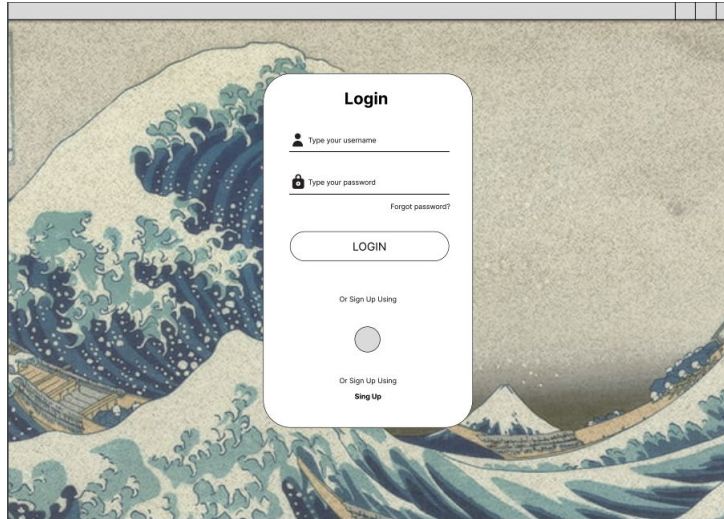 Login
Type your username
Type your password
Forgot password?
LOGIN
Or Sign Up Using
Or Sign Up Using
Sing Up